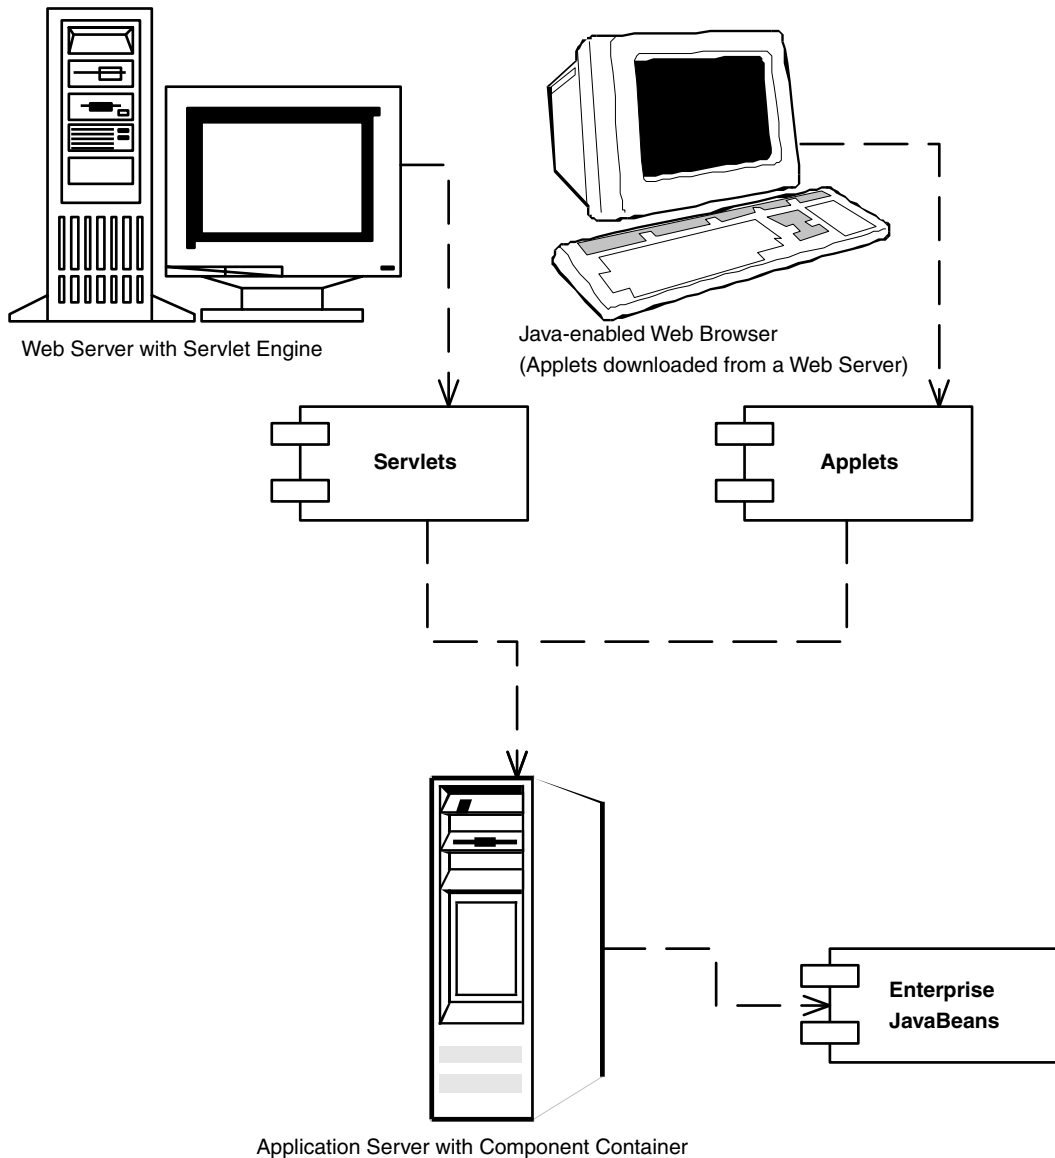 Web Server with Servlet Engine
Java-enabled Web Browser
(Applets downloaded from a Web Server)
Servlets
Applets
Enterprise
JavaBeans
Application Server with Component Container